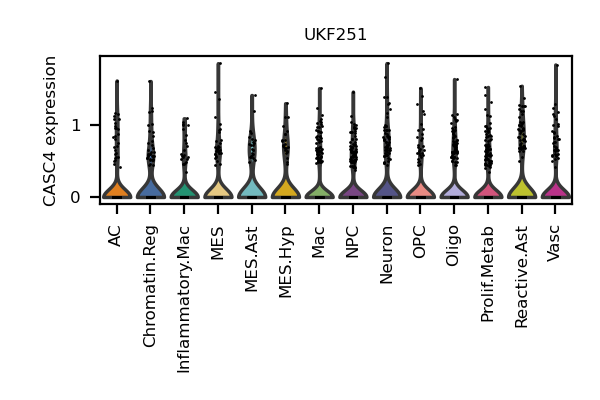 UKF251
CASC4 expression
1
0
AC
Chromatin.Reg
Inflammatory.Mac
MES
MES.Ast
MES.Hyp
Mac
NPC
Neuron
OPC
Oligo
Prolif.Metab
Reactive.Ast
Vasc